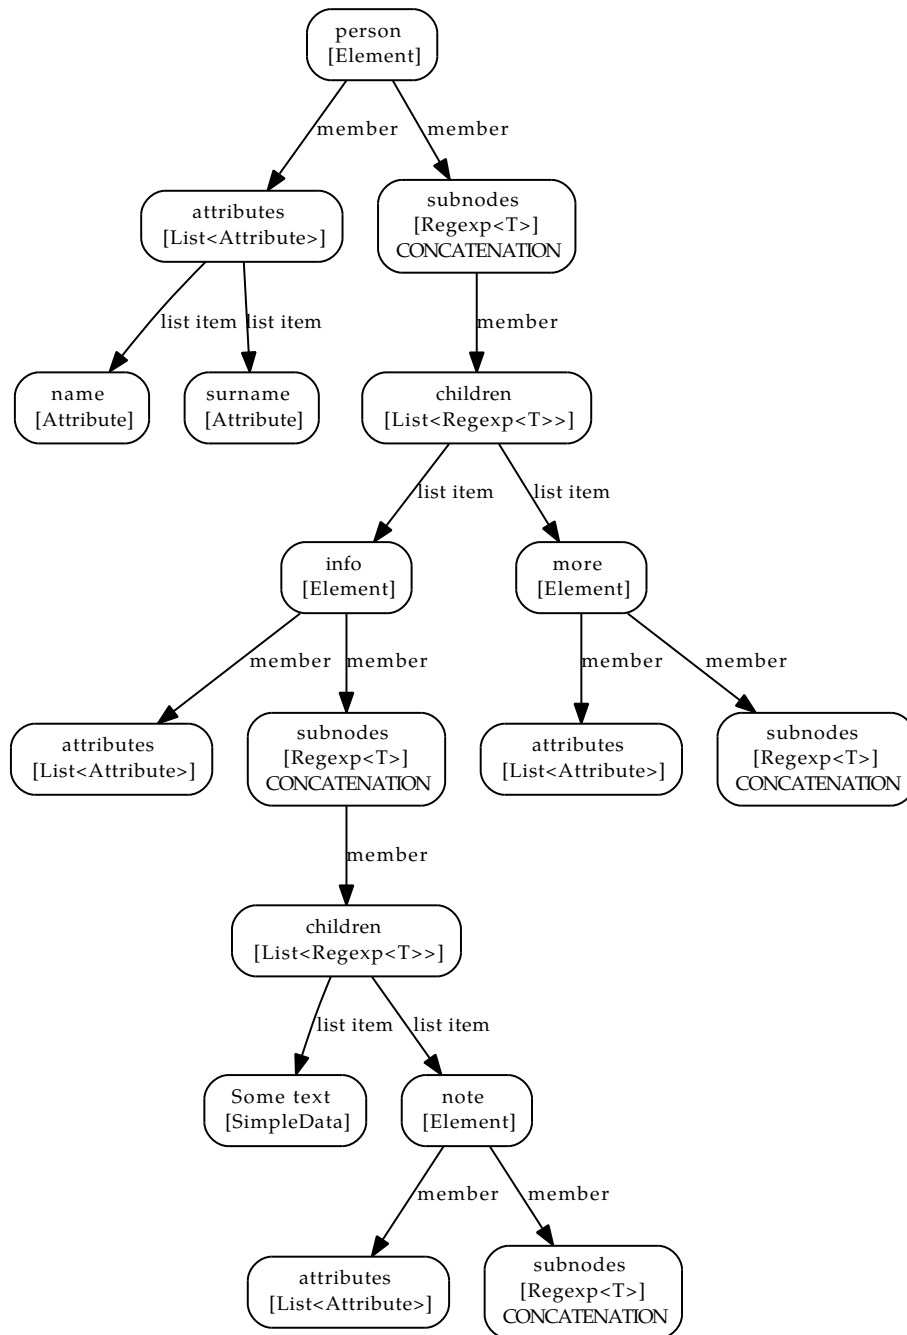 person
[Element]
member
member
attributes
[List<Attribute>]
subnodes
[Regexp<T>]
CONCATENATION
list item
list item
member
name
[Attribute]
surname
[Attribute]
children
[List<Regexp<T>>]
list item
list item
info
[Element]
more
[Element]
member
member
member
member
attributes
[List<Attribute>]
subnodes
[Regexp<T>]
CONCATENATION
attributes
[List<Attribute>]
subnodes
[Regexp<T>]
CONCATENATION
member
children
[List<Regexp<T>>]
list item
list item
Some text
[SimpleData]
note
[Element]
member
member
attributes
[List<Attribute>]
subnodes
[Regexp<T>]
CONCATENATION